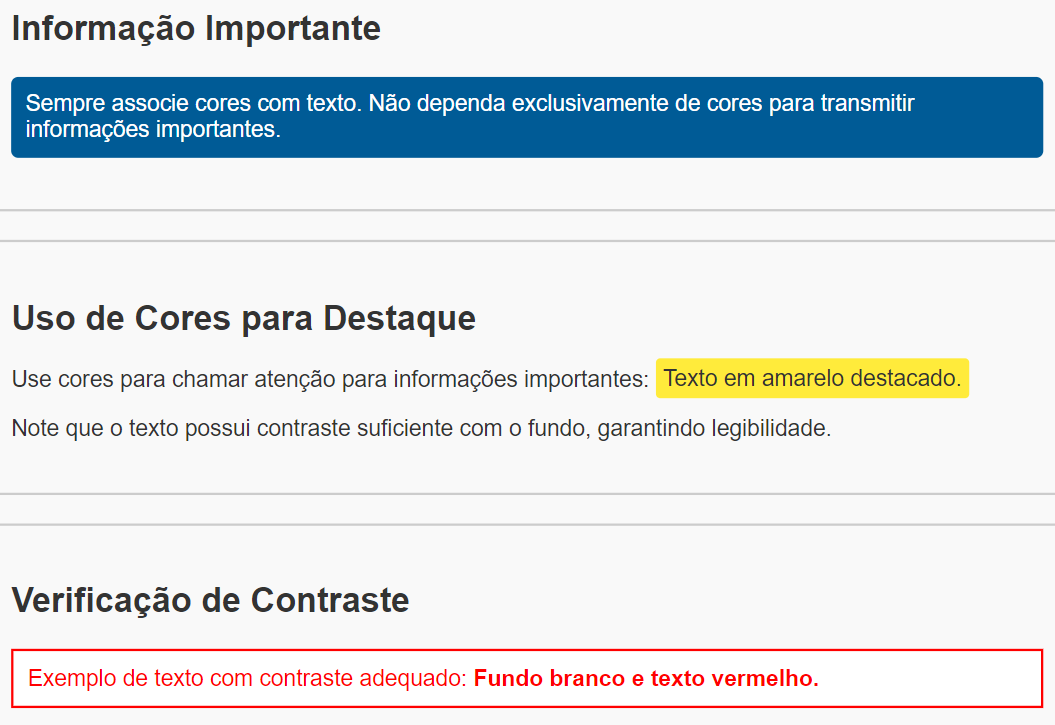 Informação Importante
Sempre associe cores com texto. Não dependa exclusivamente de cores para transmitir
informações importantes.
Uso de Cores para Destaque
Use cores para chamar atenção para informações importantes: Texto em amarelo destacado.
Note que o texto possui contraste suficiente com o fundo, garantindo legibilidade.
Verificação de Contraste
Exemplo de texto com contraste adequado: Fundo branco e texto vermelho.